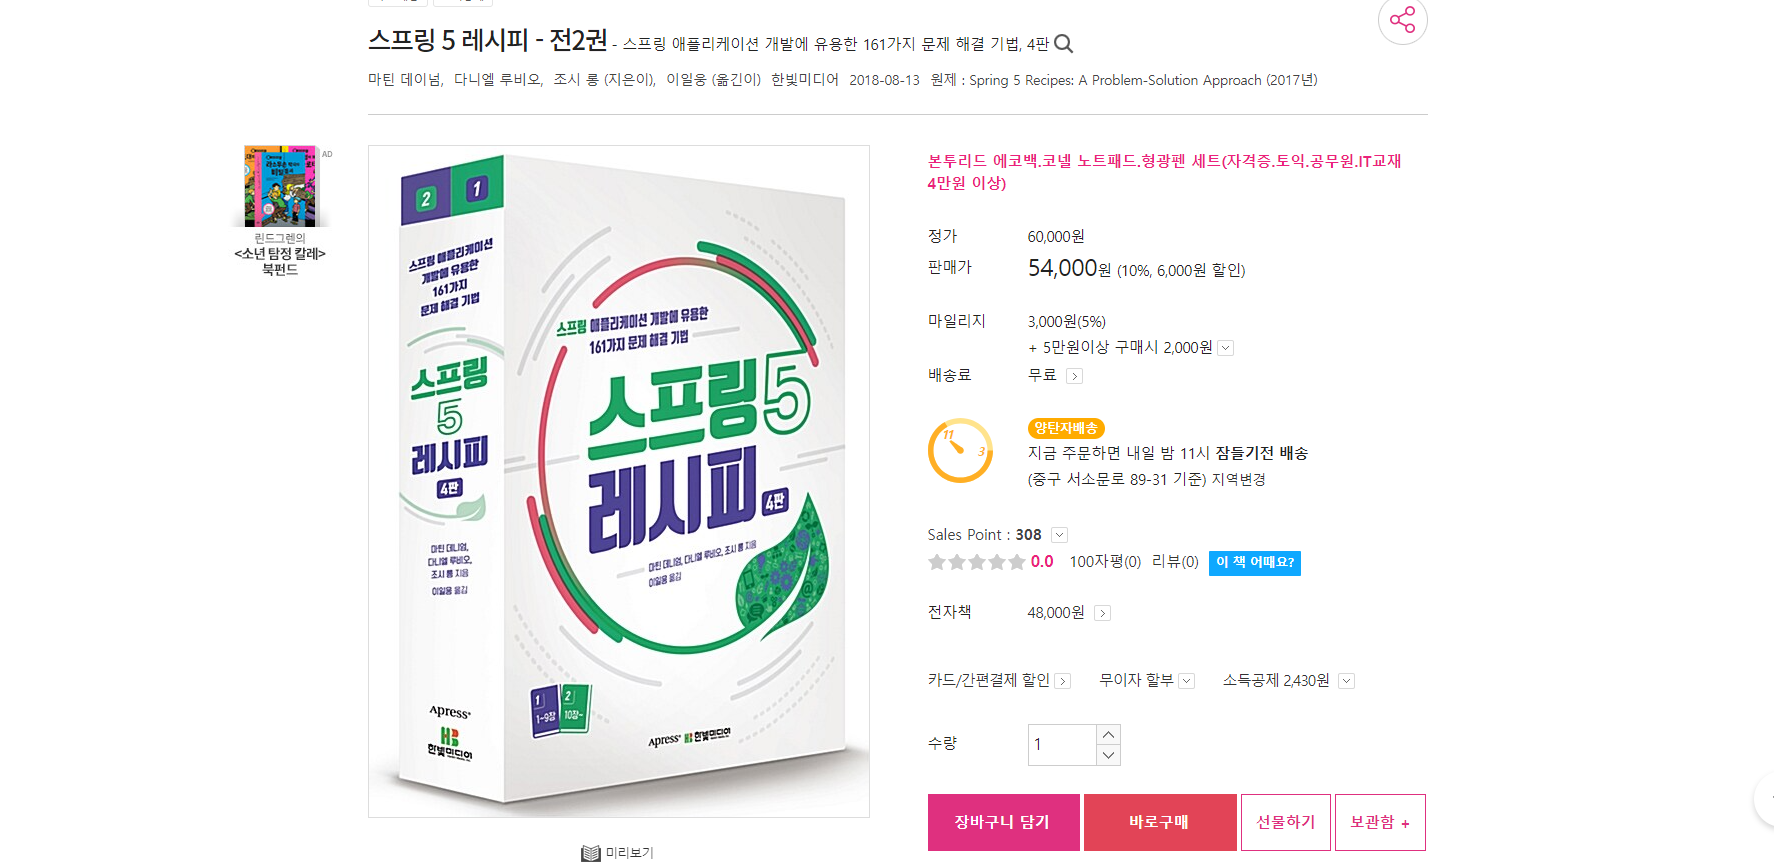 스프링 5 레시피 - 전2권 - 스프링 애플리케이션 개발에 유용한 161가지 문제 해결 기법, 4판
마틴 데이넘, 다니엘 루비오, 조시 롱 (지은이), 이일웅 (옮긴이) 한빛미디어 2018-08-13 원제 : Spring 5 Recipes: A Problem-Solution Approach (2017년)
AD
린드그렌의
<소년 탐정 칼레>
북펀드
2 1
스프링 애플리케이션
개발에 유용한
161가지
문제 해결 기법
스프링
5
레시피
4판
마틴 데니엄,
다니엘 루비오,
조시 롱 지음
이일웅 옮김
Apress®
한빛미디어
스프링 애플리케이션 개발에 유용한
161가지 문제 해결 기법
스프링5
레시피
4판
마틴 데니엄, 다니엘 루비오, 조시 롱 지음
이일웅 옮김
1 2
1~9장 10장~
Apress® 한빛미디어
미리보기
본투리드 에코백.코넬 노트패드.형광펜 세트(자격증.토익.공무원.IT교재
4만원 이상)
정가 60,000원
판매가 54,000원 (10%, 6,000원 할인)
마일리지 3,000원(5%)
+ 5만원이상 구매시 2,000원
배송료 무료
11
3
양탄자배송
지금 주문하면 내일 밤 11시 잠들기전 배송
(중구 서소문로 89-31 기준) 지역변경
Sales Point : 308
0.0 100자평(0) 리뷰(0) 이 책 어때요?
전자책 48,000원
카드/간편결제 할인 무이자 할부 소득공제 2,430원
수량 1
장바구니 담기 바로구매 선물하기 보관함 +